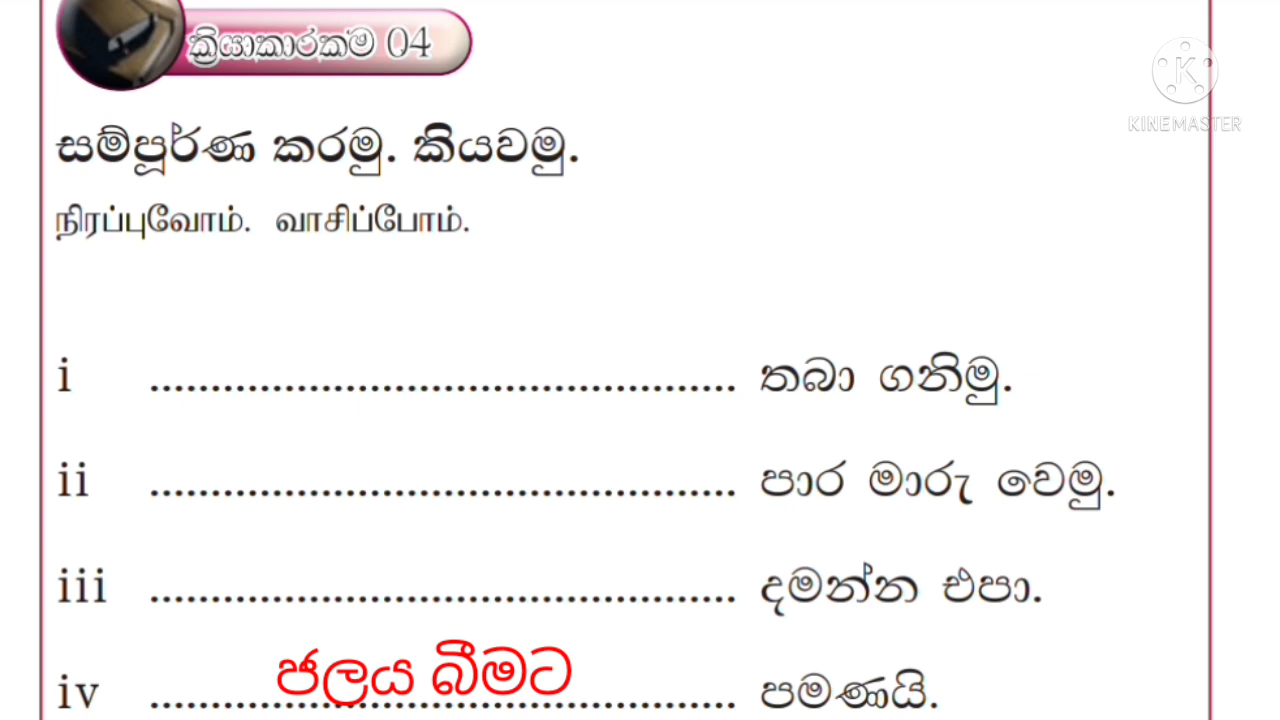 ක්‍රියාකාරකම 04
KINEMASTER
සම්පූර්ණ කරමු. කියවමු.
நிரப்புவோம். வாசிப்போம்.
i ................................................ තබා ගනිමු.
ii ................................................ පාර මාරු වෙමු.
iii ................................................ දමන්න එපා.
iv ජලය බීමට ................................................ පමණයි.